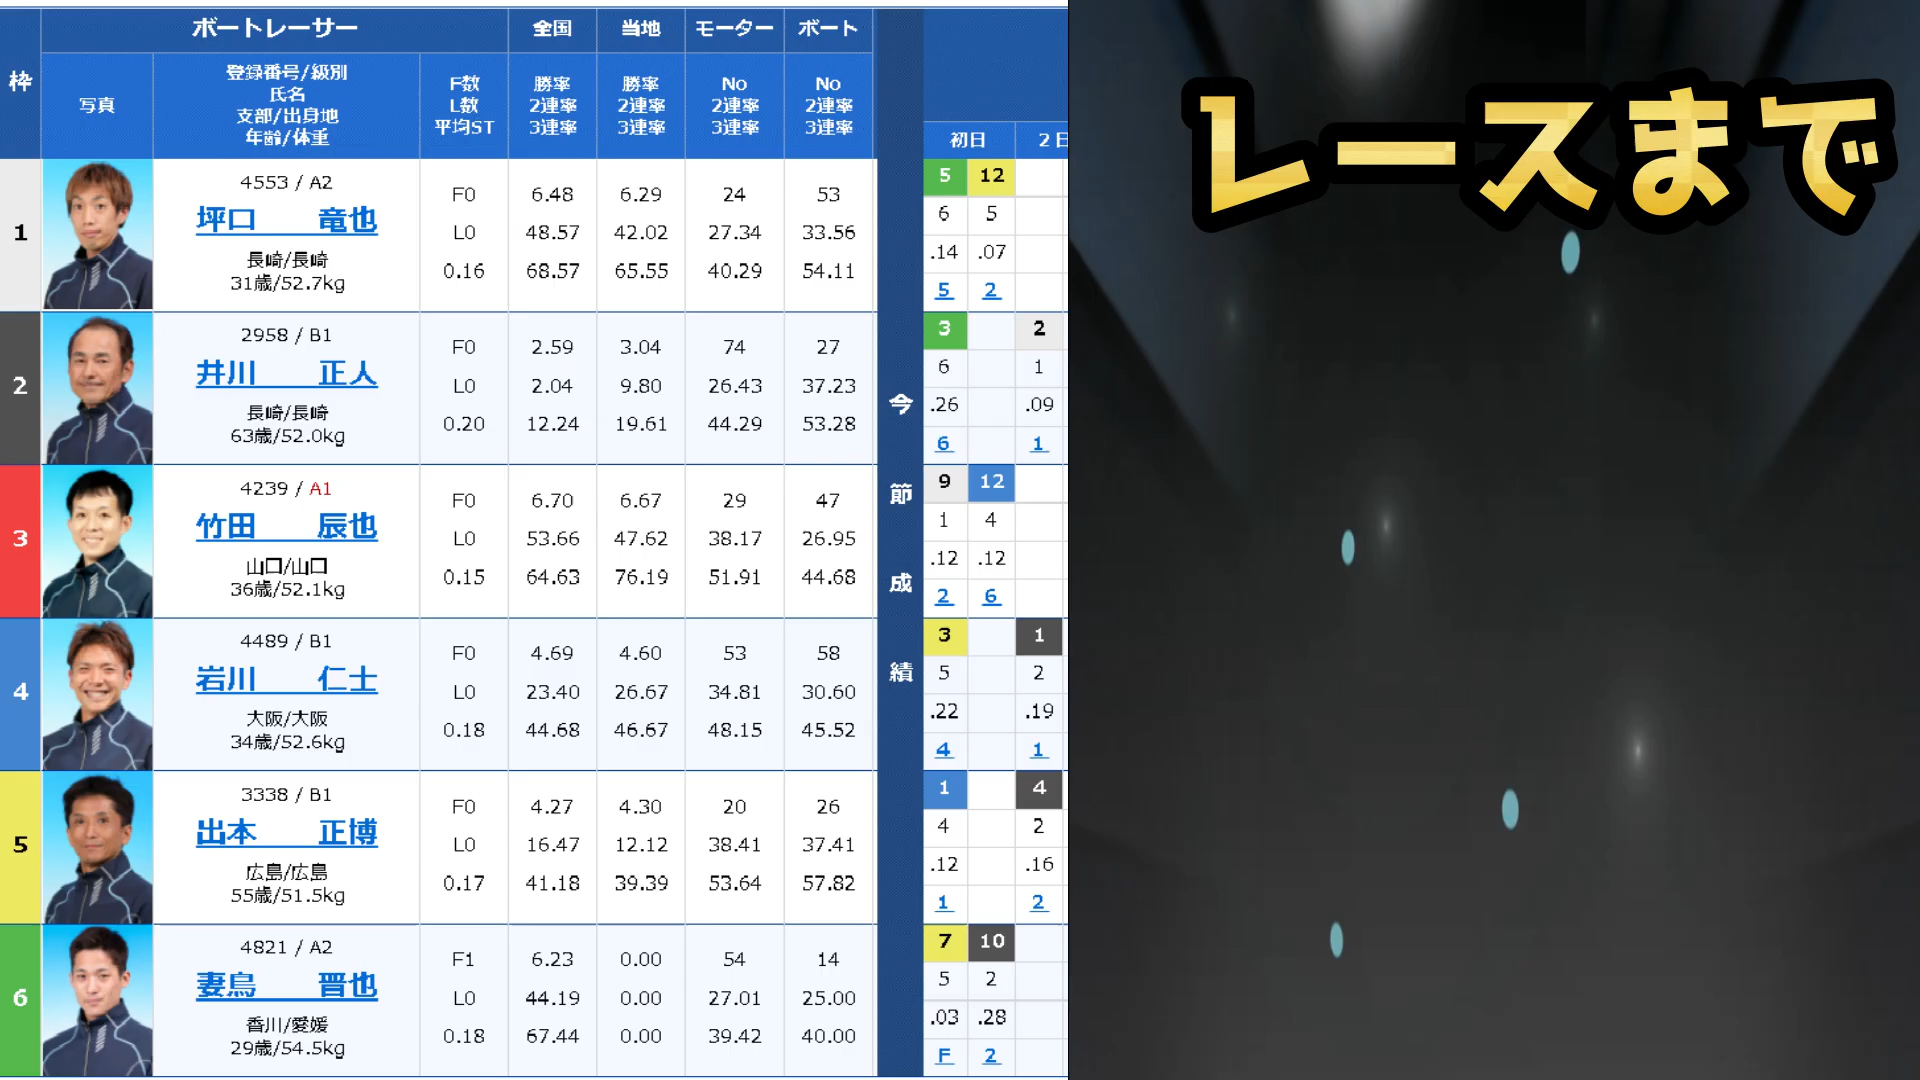 ボートレーサー 全国 当地 モーター ボート
枠 写真 登録番号/級別 F数 勝率 勝率 No No
氏名 L数 2連率 2連率 2連率 2連率
支部/出身地 平均ST 3連率 3連率 3連率 3連率
年齢/体重
初日 2日
今節成績
1
4553 / A2
坪口 竜也
長崎/長崎
31歳/52.7kg
F0 6.48 6.29 24 53
L0 48.57 42.02 27.34 33.56
0.16 68.57 65.55 40.29 54.11
5 12
6 5
.14 .07
5 2
2
2958 / B1
井川 正人
長崎/長崎
63歳/52.0kg
F0 2.59 3.04 74 27
L0 2.04 9.80 26.43 37.23
0.20 12.24 19.61 44.29 53.28
3 2
6 1
.26 .09
6 1
3
4239 / A1
竹田 辰也
山口/山口
36歳/52.1kg
F0 6.70 6.67 29 47
L0 53.66 47.62 38.17 26.95
0.15 64.63 76.19 51.91 44.68
9 12
1 4
.12 .12
2 6
4
4489 / B1
岩川 仁士
大阪/大阪
34歳/52.6kg
F0 4.69 4.60 53 58
L0 23.40 26.67 34.81 30.60
0.18 44.68 46.67 48.15 45.52
3 1
5 2
.22 .19
4 1
5
3338 / B1
出本 正博
広島/広島
55歳/51.5kg
F0 4.27 4.30 20 26
L0 16.47 12.12 38.41 37.41
0.17 41.18 39.39 53.64 57.82
1 4
4 2
.12 .16
1 2
6
4821 / A2
妻鳥 晋也
香川/愛媛
29歳/54.5kg
F1 6.23 0.00 54 14
L0 44.19 0.00 27.01 25.00
0.18 67.44 0.00 39.42 40.00
7 10
5 2
.03 .28
F 2
レースまで